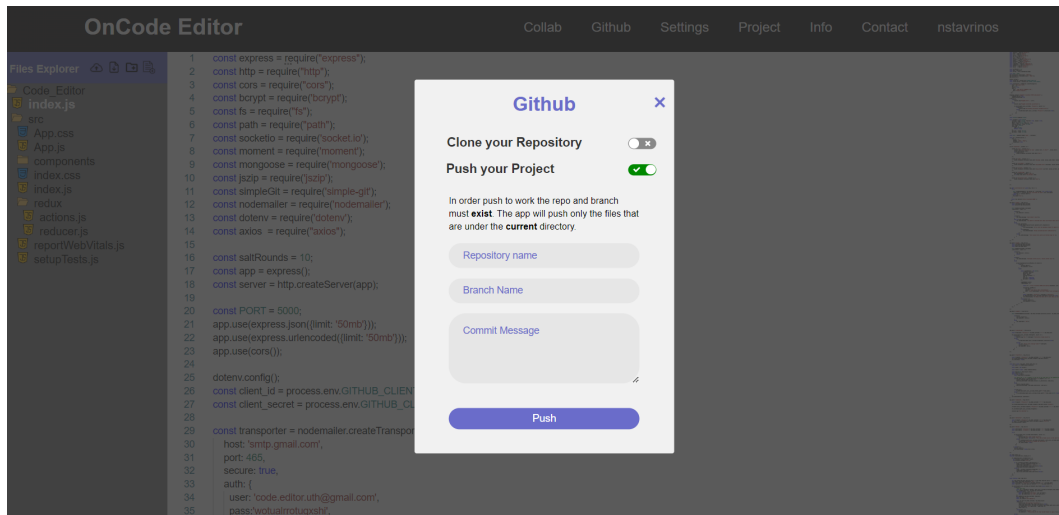 OnCode Editor
Collab Github Settings Project Info Contact nstavrinos
Files Explorer
Code_Editor
index.js
src
App.css
App.js
components
index.css
index.js
redux
actions.js
reducer.js
reportWebVitals.js
setupTests.js
1 const express = require("express");
2 const http = require("http");
3 const cors = require("cors");
4 const bcrypt = require('bcrypt');
5 const fs = require("fs");
6 const path = require("path");
7 const socketio = require('socket.io');
8 const moment = require('moment');
9 const mongoose = require('mongoose');
10 const jszip = require('jszip');
11 const simpleGit = require('simple-git');
12 const nodemailer = require('nodemailer');
13 const dotenv = require('dotenv');
14 const axios = require("axios");
15
16 const saltRounds = 10;
17 const app = express();
18 const server = http.createServer(app);
19
20 const PORT = 5000;
21 app.use(express.json({limit: '50mb'}));
22 app.use(express.urlencoded({limit: '50mb'}));
23 app.use(cors());
24
25 dotenv.config();
26 const client_id = process.env.GITHUB_CLIEN
27 const client_secret = process.env.GITHUB_CL
28
29 const transporter = nodemailer.createTranspor
30 host: 'smtp.gmail.com',
31 port: 465,
32 secure: true,
33 auth: {
34 user: 'code.editor.uth@gmail.com',
35
Github
Clone your Repository
Push your Project
In order push to work the repo and branch
must exist. The app will push only the files that
are under the current directory.
Repository name
Branch Name
Commit Message
Push